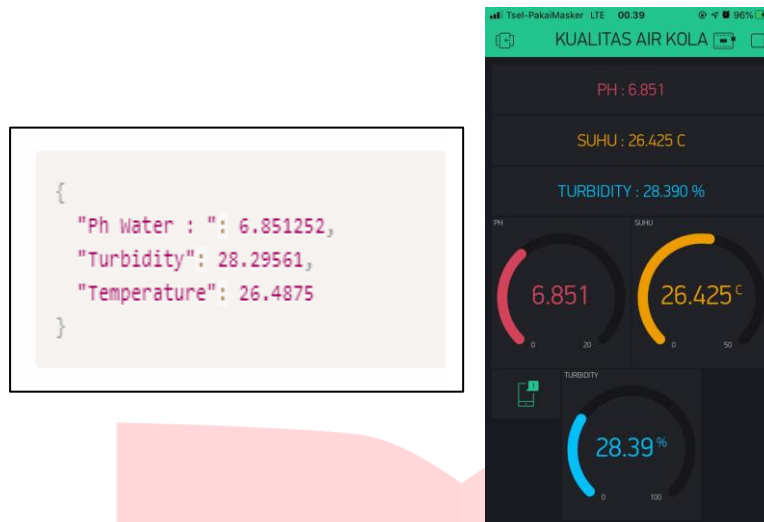 {
"Ph Water : ": 6.851252,
"Turbidity": 28.29561,
"Temperature": 26.4875
}
Tsel-PakaiMasker LTE 00.39 96%
KUALITAS AIR KOLA
PH : 6.851
SUHU : 26.425 C
TURBIDITY : 28.390 %
PH
6.851
0 20
SUHU
26.425 C
0 50
TURBIDITY
28.39 %
0 100